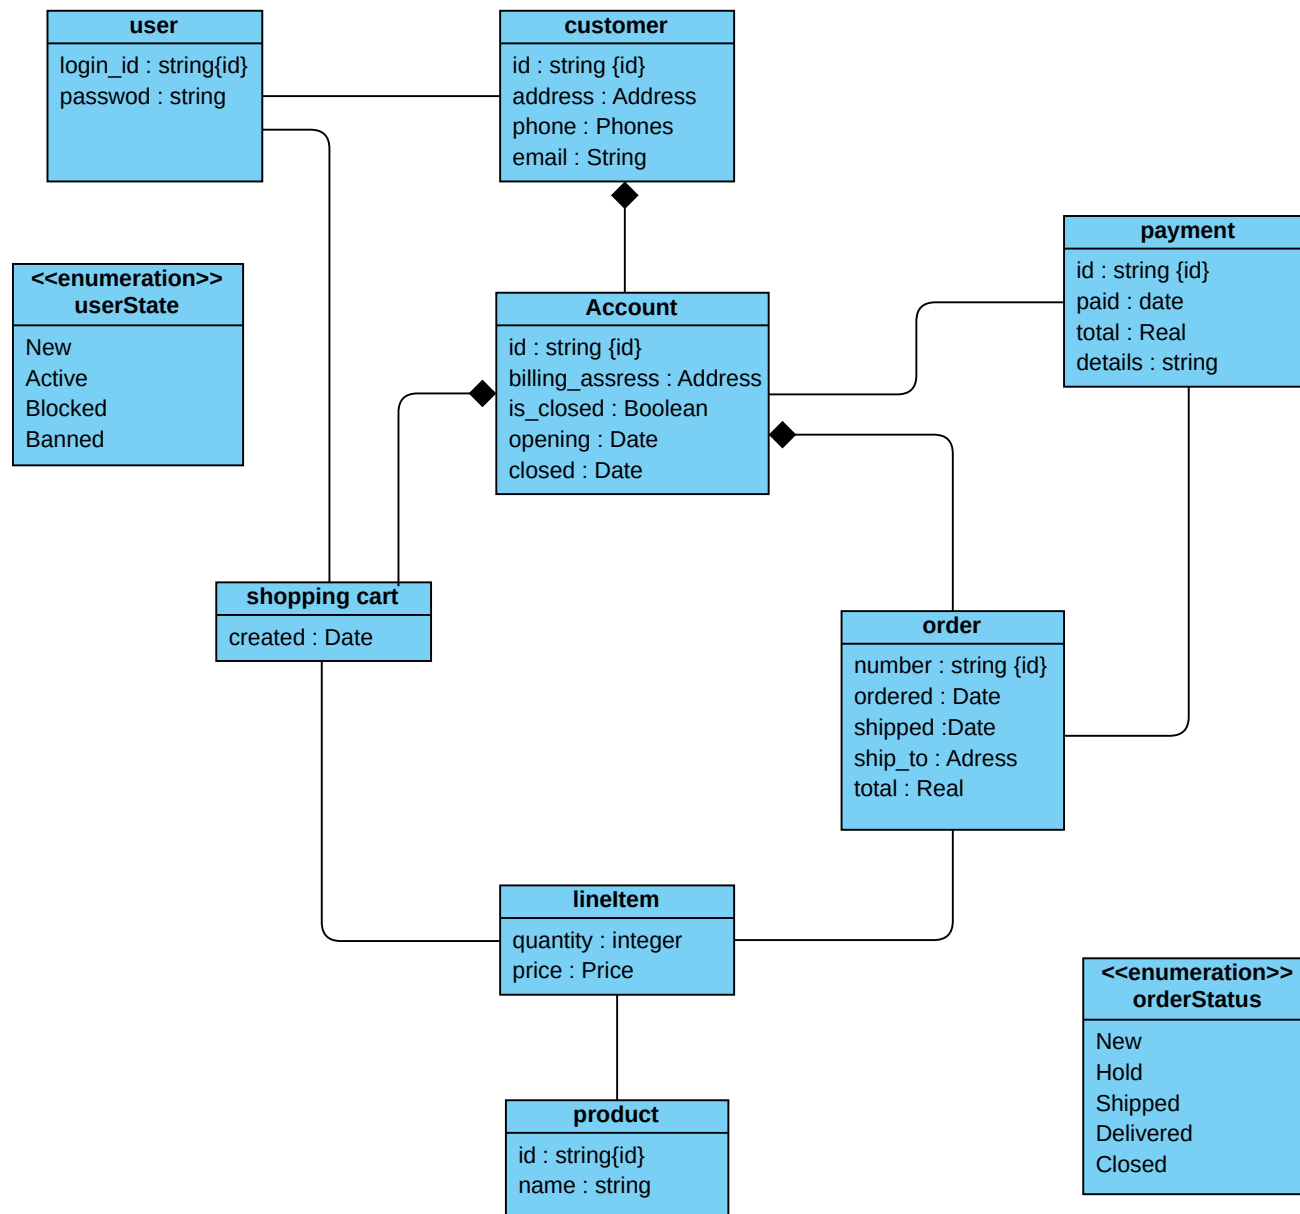 user
login_id : string{id}
passwod : string
customer
id : string {id}
address : Address
phone : Phones
email : String
payment
id : string {id}
paid : date
total : Real
details : string
<<enumeration>>
userState
New
Active
Blocked
Banned
Account
id : string {id}
billing_assress : Address
is_closed : Boolean
opening : Date
closed : Date
shopping cart
created : Date
order
number : string {id}
ordered : Date
shipped :Date
ship_to : Adress
total : Real
lineItem
quantity : integer
price : Price
<<enumeration>>
orderStatus
New
Hold
Shipped
Delivered
Closed
product
id : string{id}
name : string